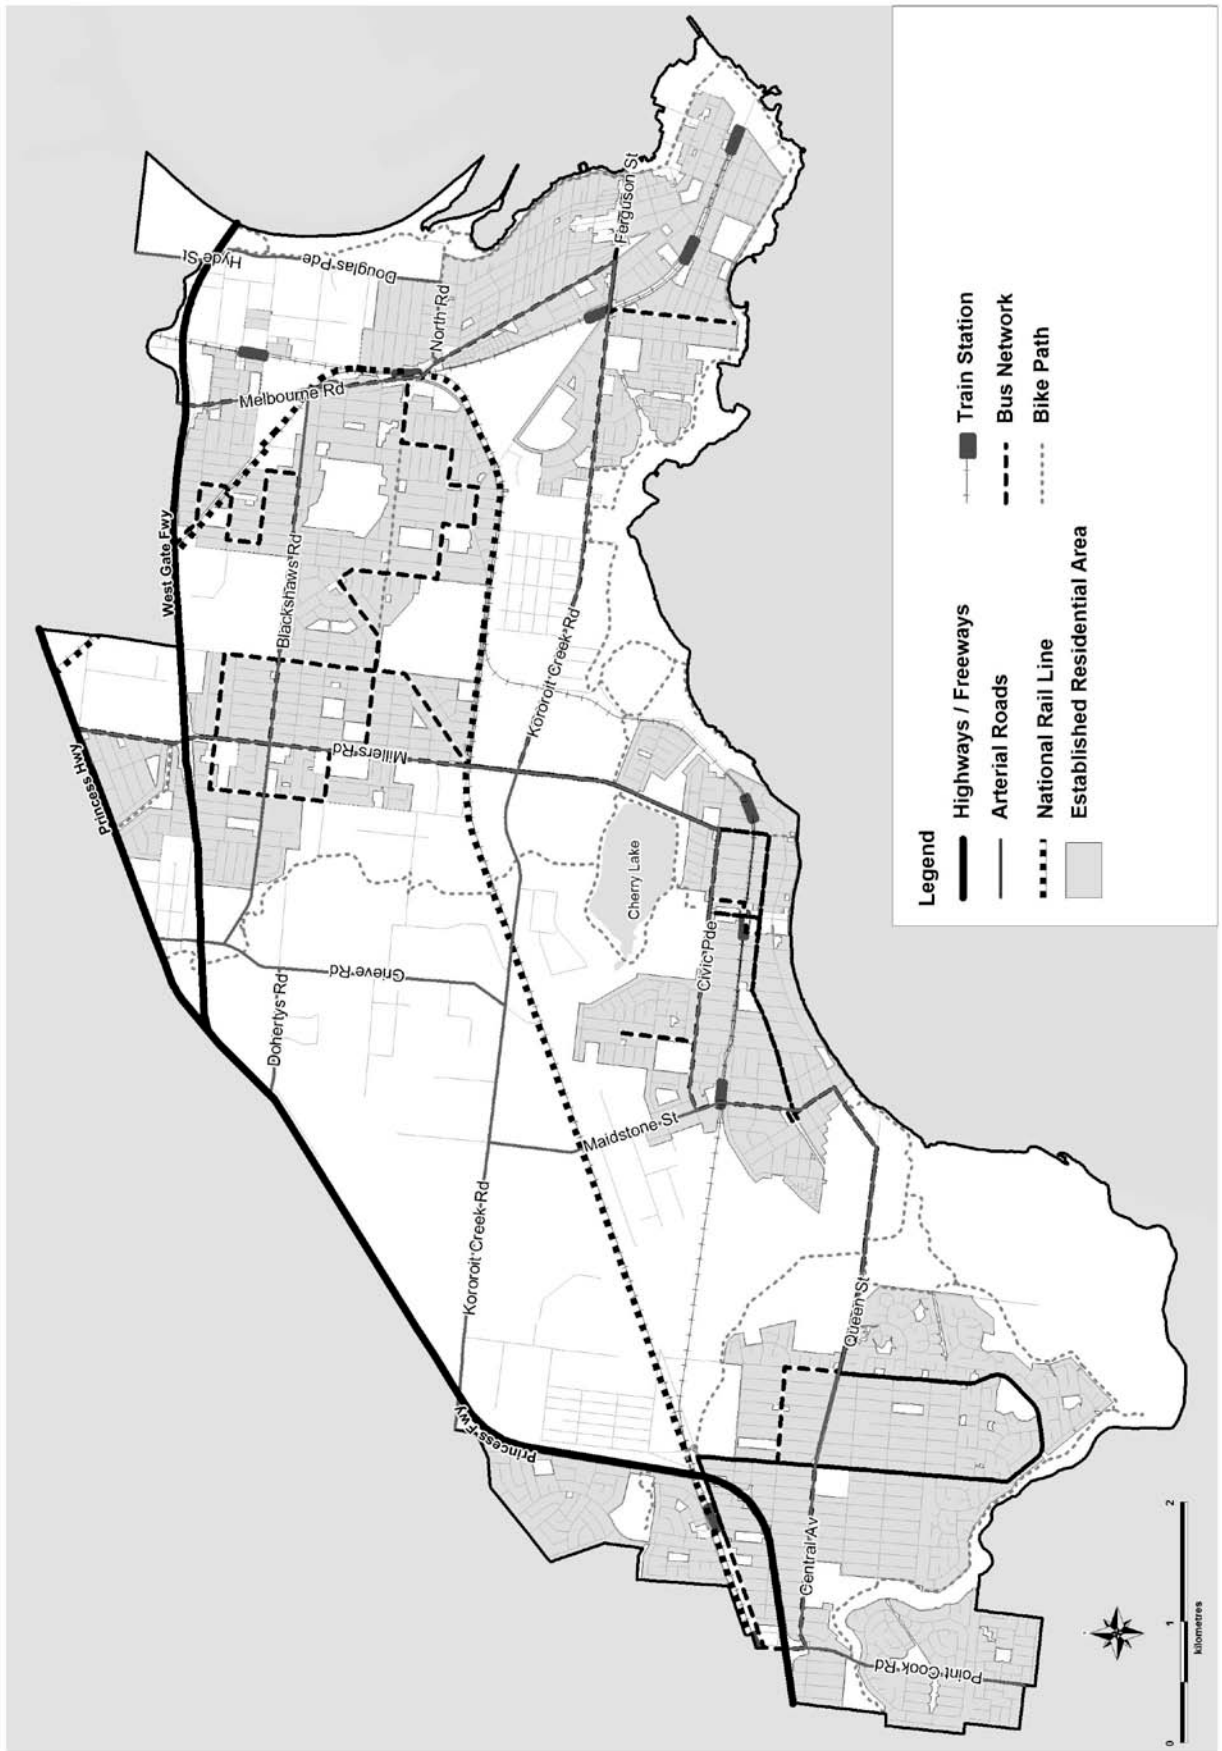 Princess Hwy
West Gate Fwy
Hyde St
Douglas Pde
Melbourne Rd
North Rd
Ferguson St
Blackshaws Rd
Millers Rd
Kororoit Creek Rd
Cherry Lake
Dohertys Rd
Grieve Rd
Civic Pde
Maidstone St
Kororoit Creek Rd
Queen St
Princess Fwy
Central Av
Point Cook Rd
Legend
Highways / Freeways
Arterial Roads
National Rail Line
Established Residential Area
Train Station
Bus Network
Bike Path
0 1 2
kilometres